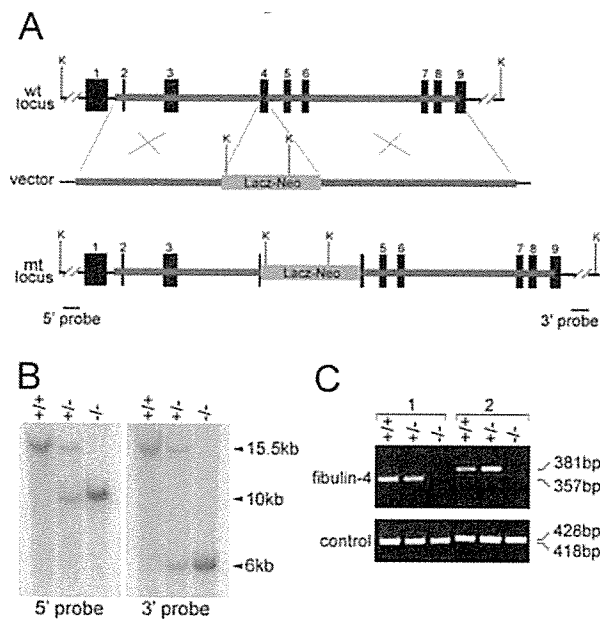 A
K K
1 2 3 4 5 6 7 8 9
wt
locus
K K
vector
Lacz-Neo
K K K K
1 2 3 5 6 7 8 9
mt
locus
Lacz-Neo
5' probe 3' probe
B
+/+ +/- -/- +/+ +/- -/-
15.5kb
10kb
6kb
5' probe 3' probe
C
1 2
+/+ +/- -/- +/+ +/- -/-
fibulin-4
381bp
357bp
control
428bp
418bp